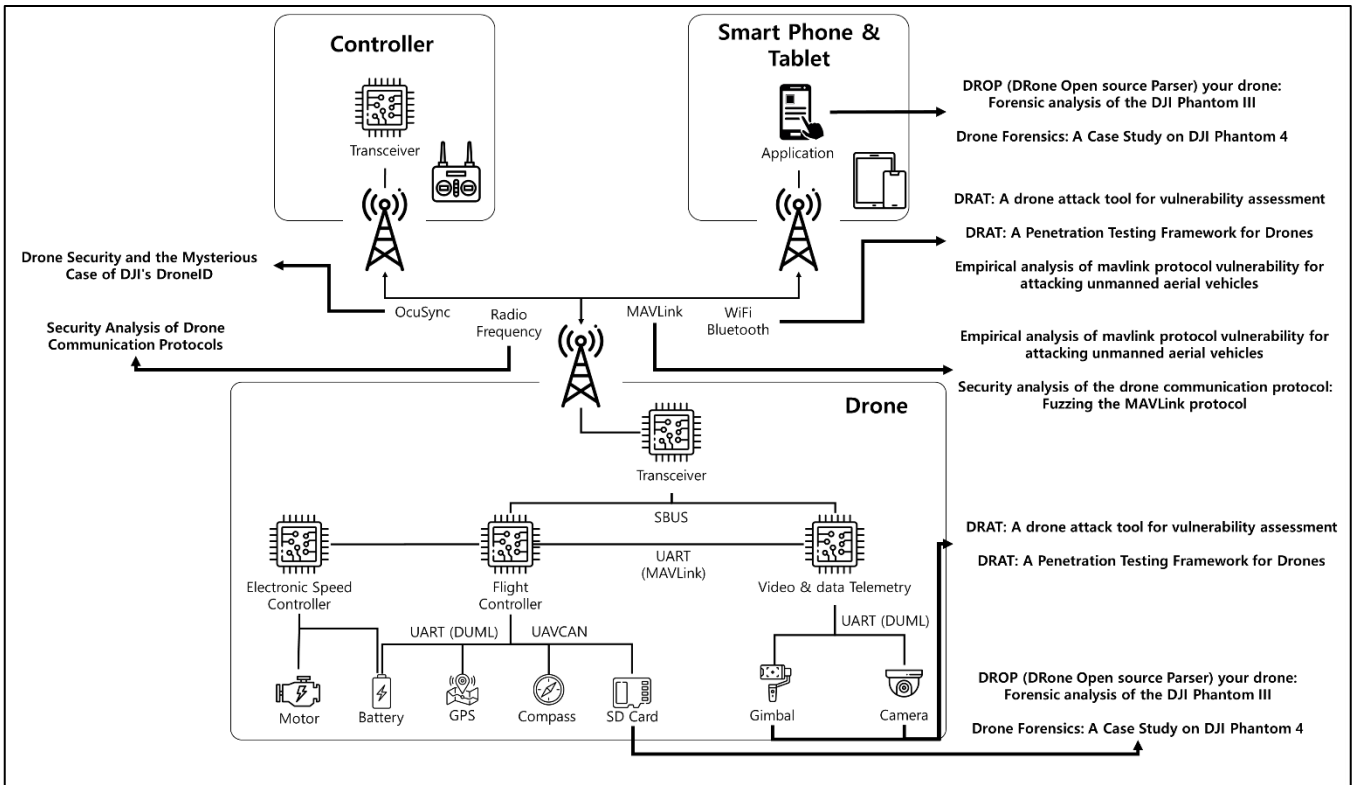 Controller
Transceiver
Smart Phone &
Tablet
Application
DROP (DRone Open source Parser) your drone:
Forensic analysis of the DJI Phantom III
Drone Forensics: A Case Study on DJI Phantom 4
DRAT: A drone attack tool for vulnerability assessment
DRAT: A Penetration Testing Framework for Drones
Empirical analysis of mavlink protocol vulnerability for
attacking unmanned aerial vehicles
Drone Security and the Mysterious
Case of DJI's DroneID
Security Analysis of Drone
Communication Protocols
OcuSync
Radio
Frequency
MAVLink
WiFi
Bluetooth
Empirical analysis of mavlink protocol vulnerability for
attacking unmanned aerial vehicles
Security analysis of the drone communication protocol:
Fuzzing the MAVLink protocol
Drone
Transceiver
SBUS
UART
(MAVLink)
Electronic Speed
Controller
Flight
Controller
Video & data Telemetry
UART (DUML)
UAVCAN
UART (DUML)
Motor
Battery
GPS
Compass
SD Card
Gimbal
Camera
DRAT: A drone attack tool for vulnerability assessment
DRAT: A Penetration Testing Framework for Drones
DROP (DRone Open source Parser) your drone:
Forensic analysis of the DJI Phantom III
Drone Forensics: A Case Study on DJI Phantom 4